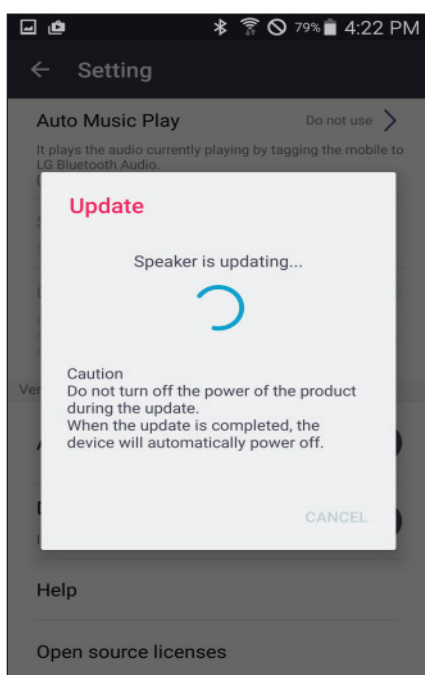 79% 4:22 PM
Setting
Auto Music Play Do not use
It plays the audio currently playing by tagging the mobile to
LG Bluetooth Audio.
(
Update
Speaker is updating...
Caution
Do not turn off the power of the product
during the update.
When the update is completed, the
device will automatically power off.
Ver
CANCEL
Help
Open source licenses